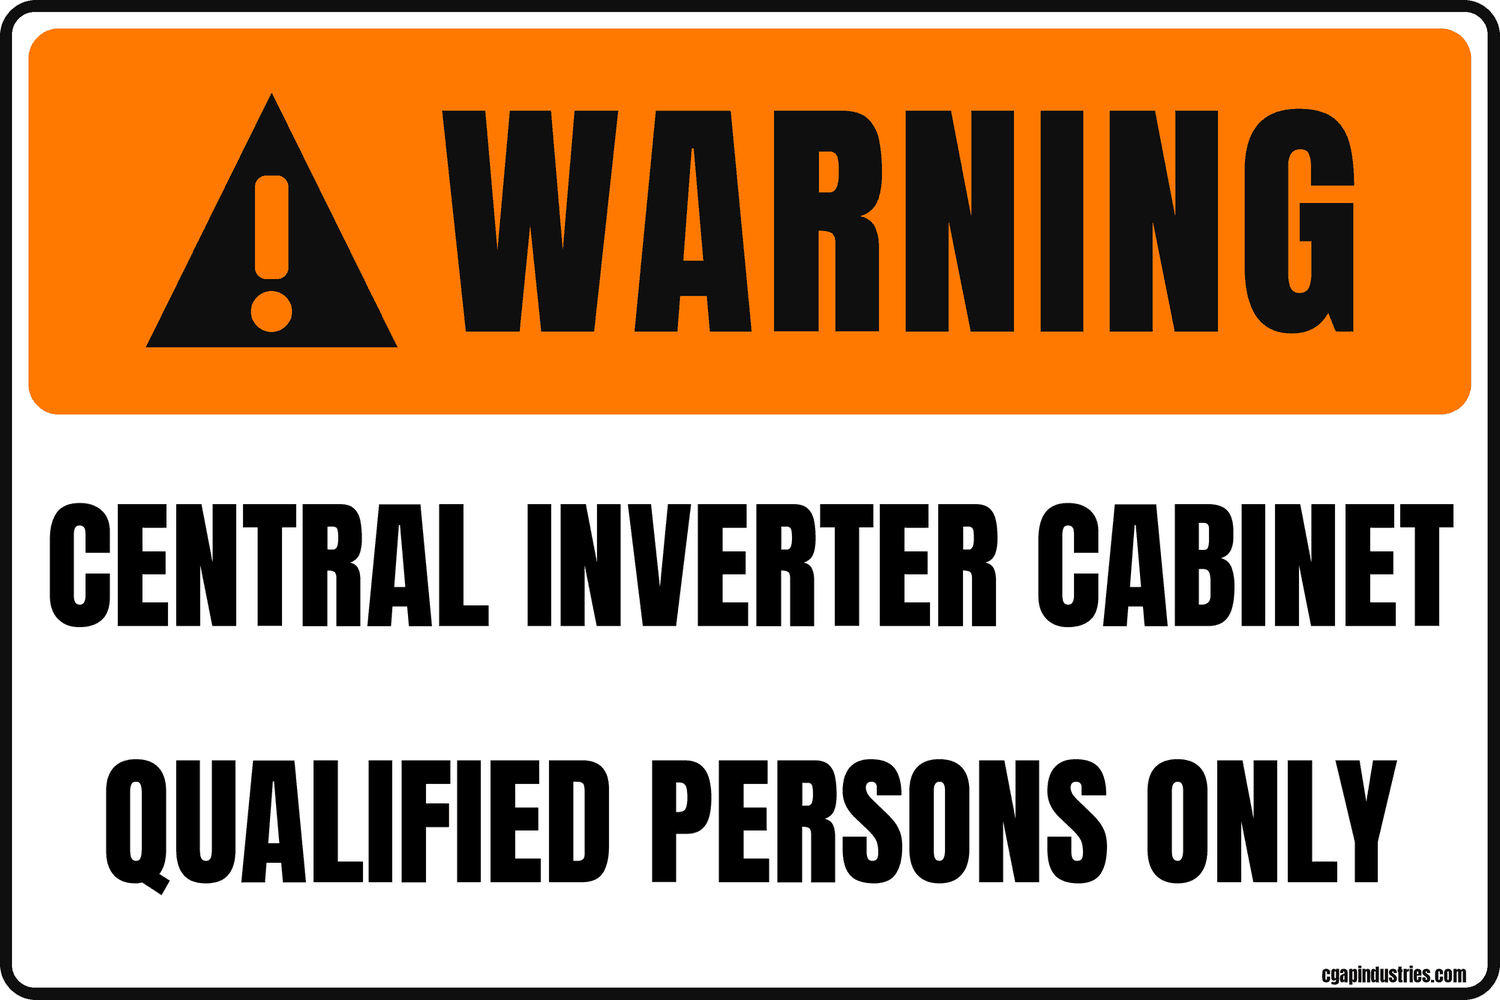 WARNING
CENTRAL INVERTER CABINET
QUALIFIED PERSONS ONLY
cgapindustries.com